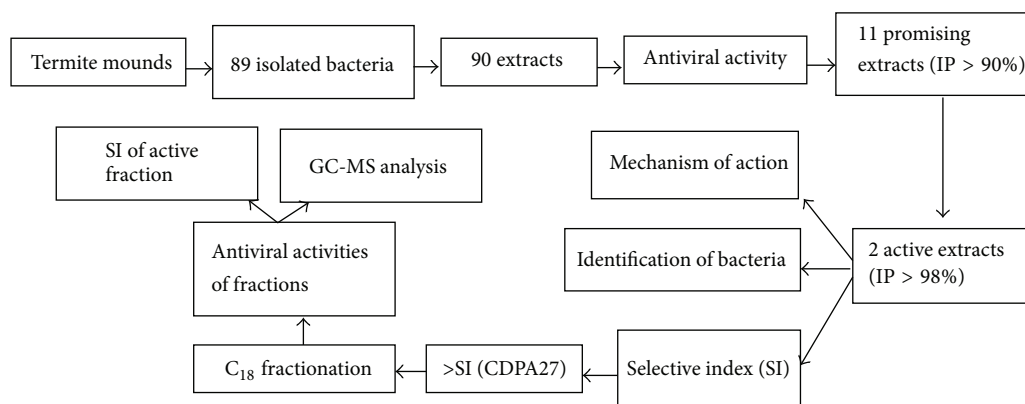 Termite mounds
89 isolated bacteria
90 extracts
Antiviral activity
11 promising
extracts (IP > 90%)
2 active extracts
(IP > 98%)
Mechanism of action
Identification of bacteria
Selective index (SI)
>SI (CDPA27)
C18 fractionation
Antiviral activities
of fractions
SI of active
fraction
GC-MS analysis